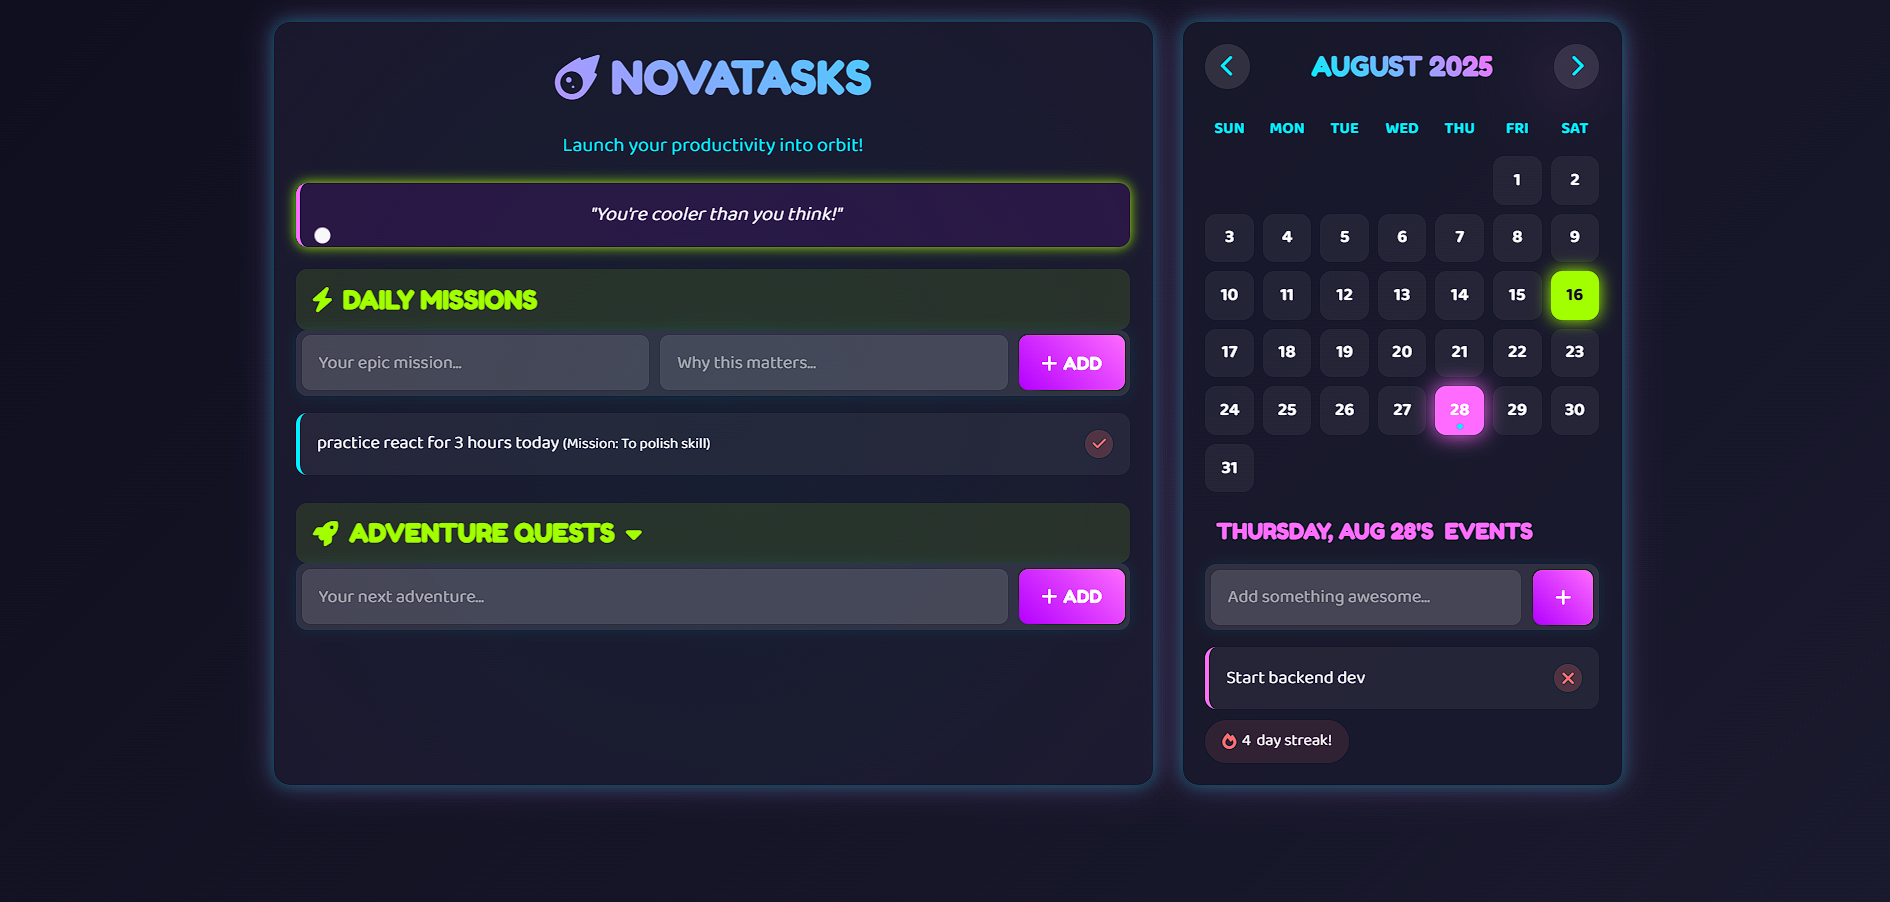 NOVATASKS
Launch your productivity into orbit!
"You're cooler than you think!"
DAILY MISSIONS
Your epic mission...
Why this matters...
+ ADD
practice react for 3 hours today (Mission: To polish skill)
ADVENTURE QUESTS
Your next adventure...
+ ADD
AUGUST 2025
SUN MON TUE WED THU FRI SAT
1 2
3 4 5 6 7 8 9
10 11 12 13 14 15 16
17 18 19 20 21 22 23
24 25 26 27 28 29 30
31
THURSDAY, AUG 28'S EVENTS
Add something awesome...
+
Start backend dev
4 day streak!